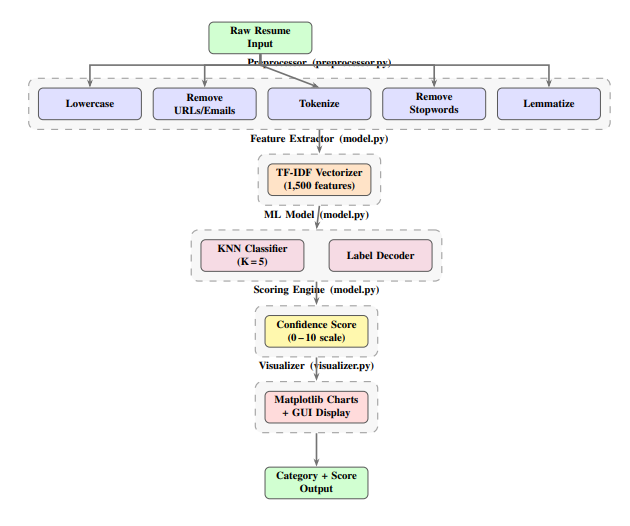 Raw Resume
Input
Preprocessor (preprocessor.py)
Lowercase
Remove
URLs/Emails
Tokenize
Remove
Stopwords
Lemmatize
Feature Extractor (model.py)
TF-IDF Vectorizer
(1,500 features)
ML Model (model.py)
KNN Classifier
(K = 5)
Label Decoder
Scoring Engine (model.py)
Confidence Score
(0 – 10 scale)
Visualizer (visualizer.py)
Matplotlib Charts
+ GUI Display
Category + Score
Output